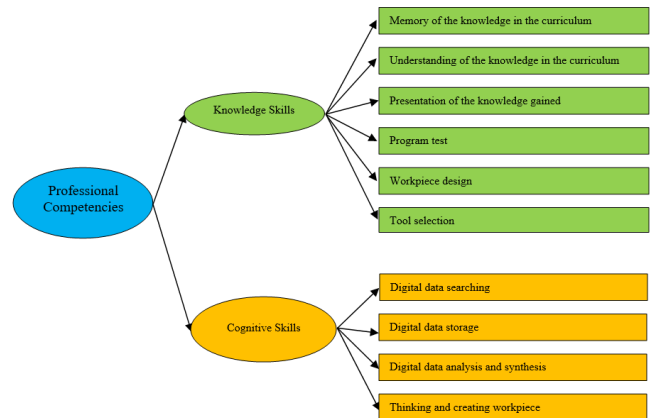 Memory of the knowledge in the curriculum
Understanding of the knowledge in the curriculum
Knowledge Skills
Presentation of the knowledge gained
Program test
Professional
Competencies
Workpiece design
Tool selection
Digital data searching
Cognitive Skills
Digital data storage
Digital data analysis and synthesis
Thinking and creating workpiece